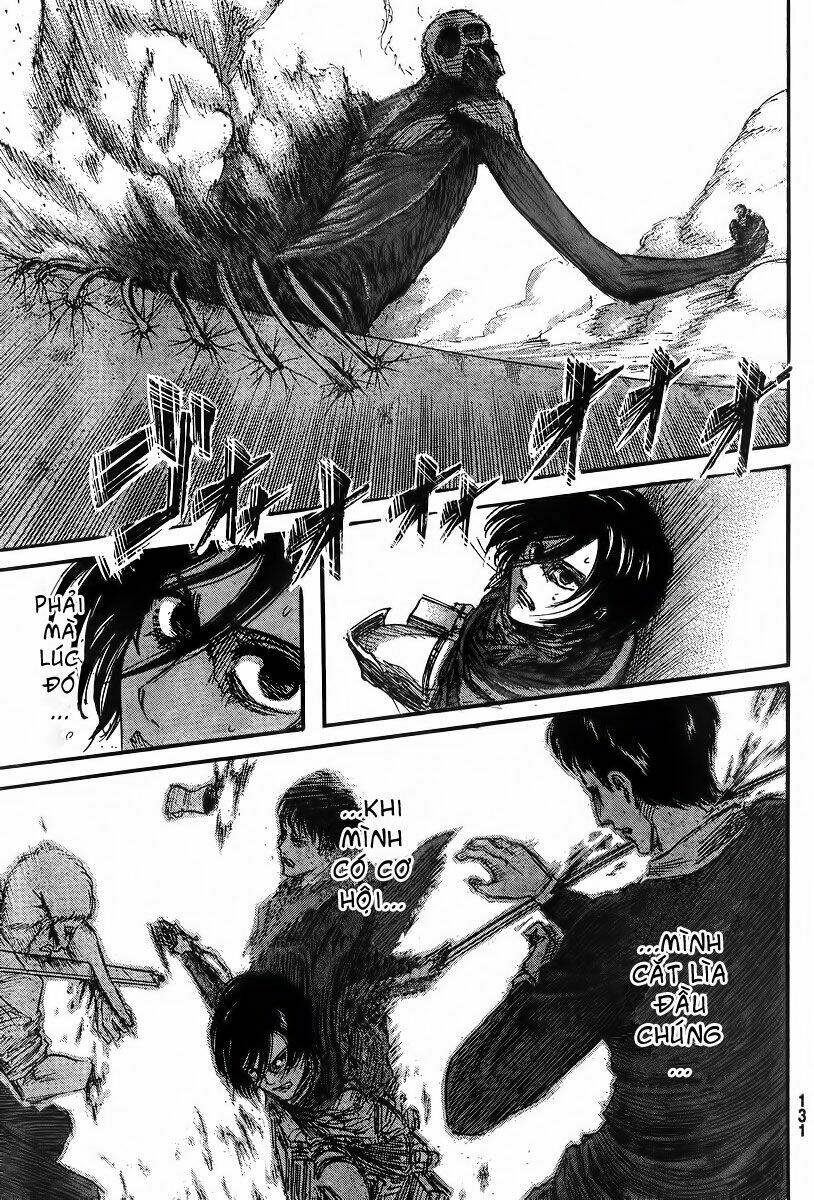 ゴオオオオオオオオ
PHẢI
MÀ
LÚC
ĐÓ
...
...KHI
MÌNH
CÓ CƠ
HỘI...
...MÌNH
CẮT LÌA
ĐẦU
CHÚNG
...
131